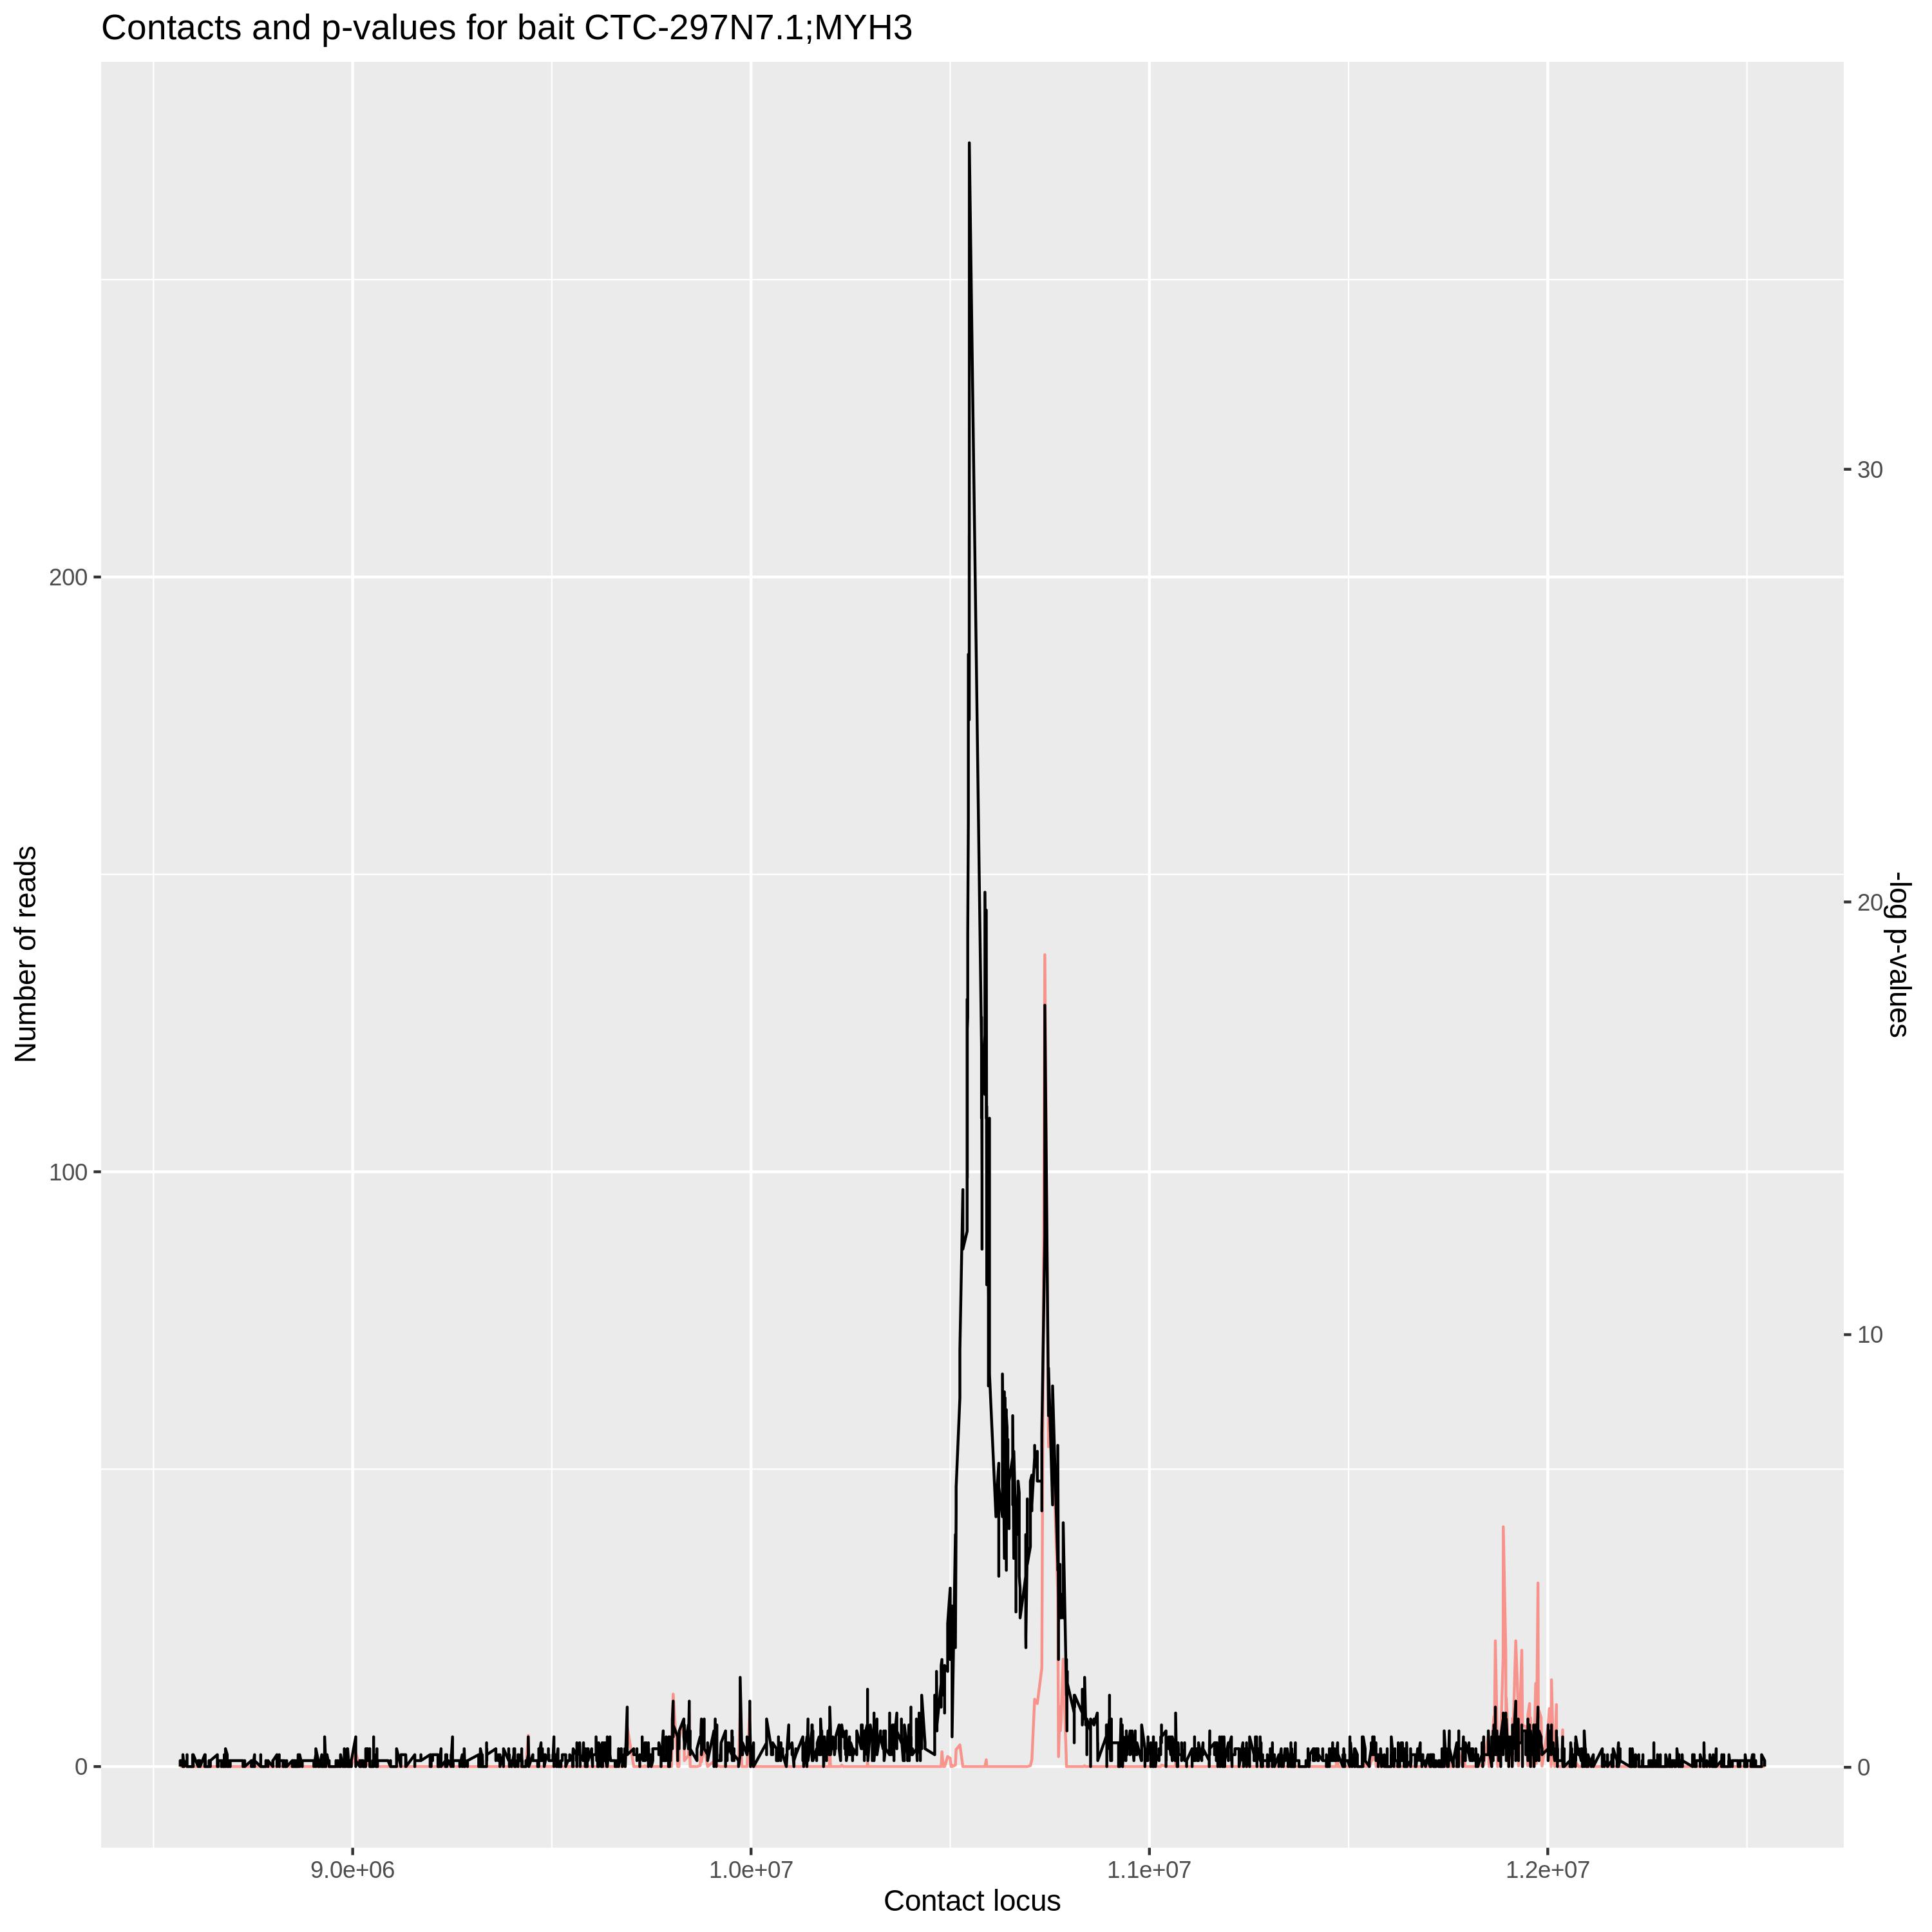 Contacts and p-values for bait CTC-297N7.1;MYH3
Number of reads
200
100
0
30
20
10
0
-log p-values
9.0e+06
1.0e+07
1.1e+07
1.2e+07
Contact locus